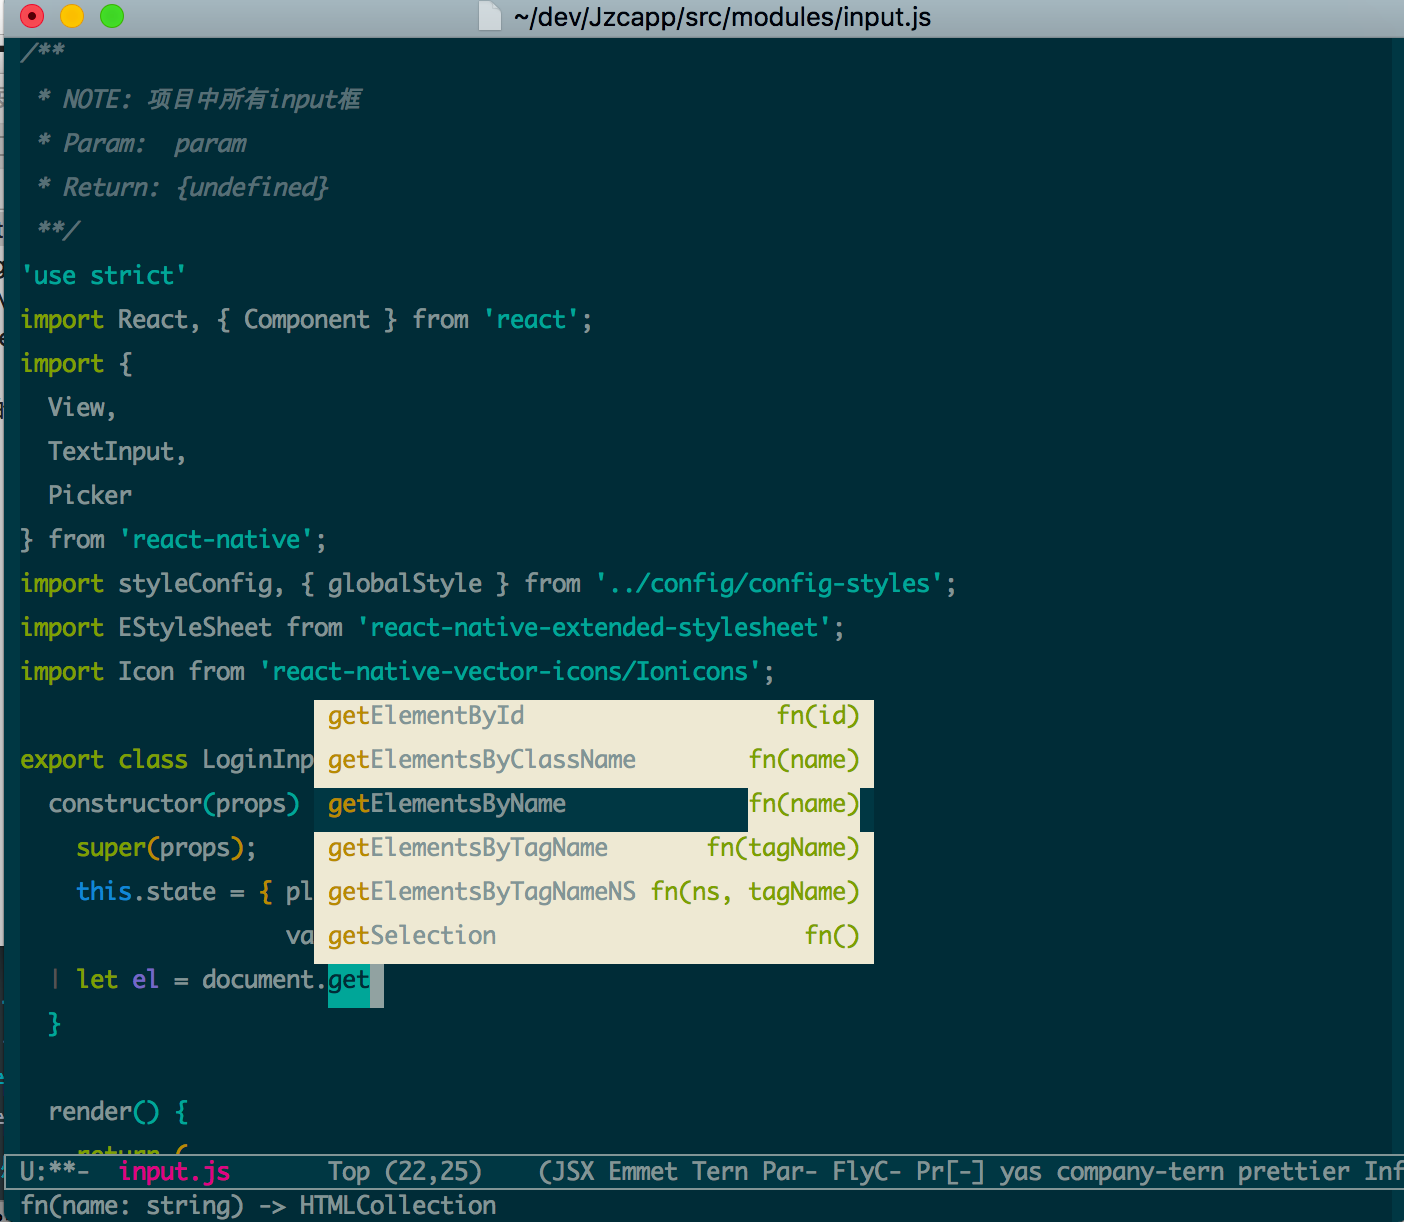 ~/dev/Jzcapp/src/modules/input.js
/**
 * NOTE: 项目中所有input框
 * Param:  param
 * Return: {undefined}
 **/
'use strict'
import React, { Component } from 'react';
import {
  View,
  TextInput,
  Picker
} from 'react-native';
import styleConfig, { globalStyle } from '../config/config-styles';
import EStyleSheet from 'react-native-extended-stylesheet';
import Icon from 'react-native-vector-icons/Ionicons';
getElementById fn(id)
export class LoginInp getElementsByClassName fn(name)
constructor(props) getElementsByName fn(name)
super(props); getElementsByTagName fn(tagName)
this.state = { pl getElementsByTagNameNS fn(ns, tagName)
va getSelection fn()
| let el = document.get
}
render() {
return (
U:**-  input.js       Top (22,25)    (JSX Emmet Tern Par- FlyC- Pr[-] yas company-tern prettier Inf
fn(name: string) -> HTMLCollection